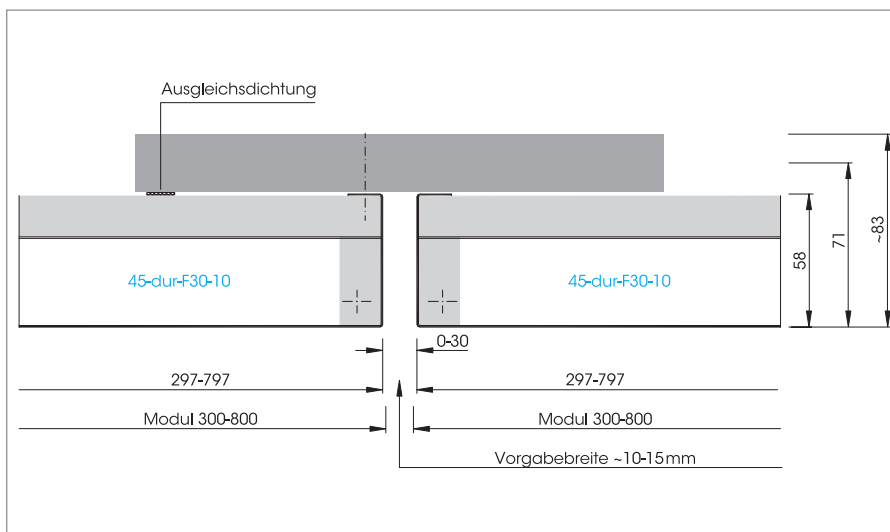 Ausgleichsdichtung
45-dur-F30-10
45-dur-F30-10
58
71
~83
0-30
297-797
297-797
Modul 300-800
Modul 300-800
Vorgabebreite ~10-15mm